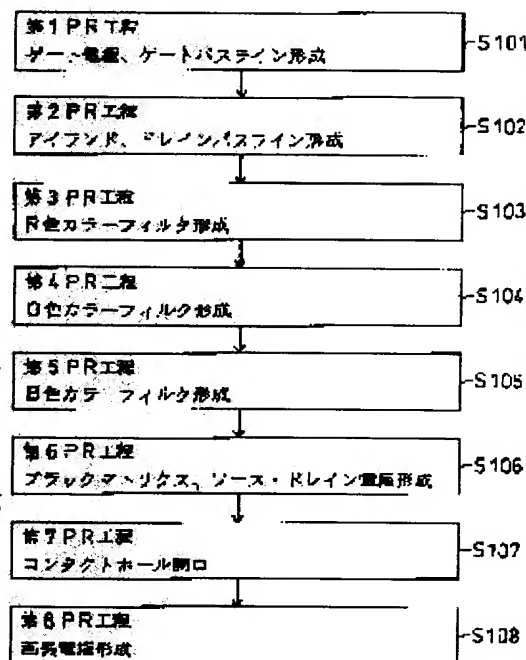 第1PR工程
ゲート電極、ゲートバスライン形成
S101
第2PR工程
アイランド、ドレインバスライン形成
S102
第3PR工程
R色カラーフィルタ形成
S103
第4PR工程
G色カラーフィルタ形成
S104
第5PR工程
B色カラーフィルタ形成
S105
第6PR工程
ブラックマトリクス、ソース・ドレイン電極形成
S106
第7PR工程
コンタクトホール開口
S107
第8PR工程
画素電極形成
S108